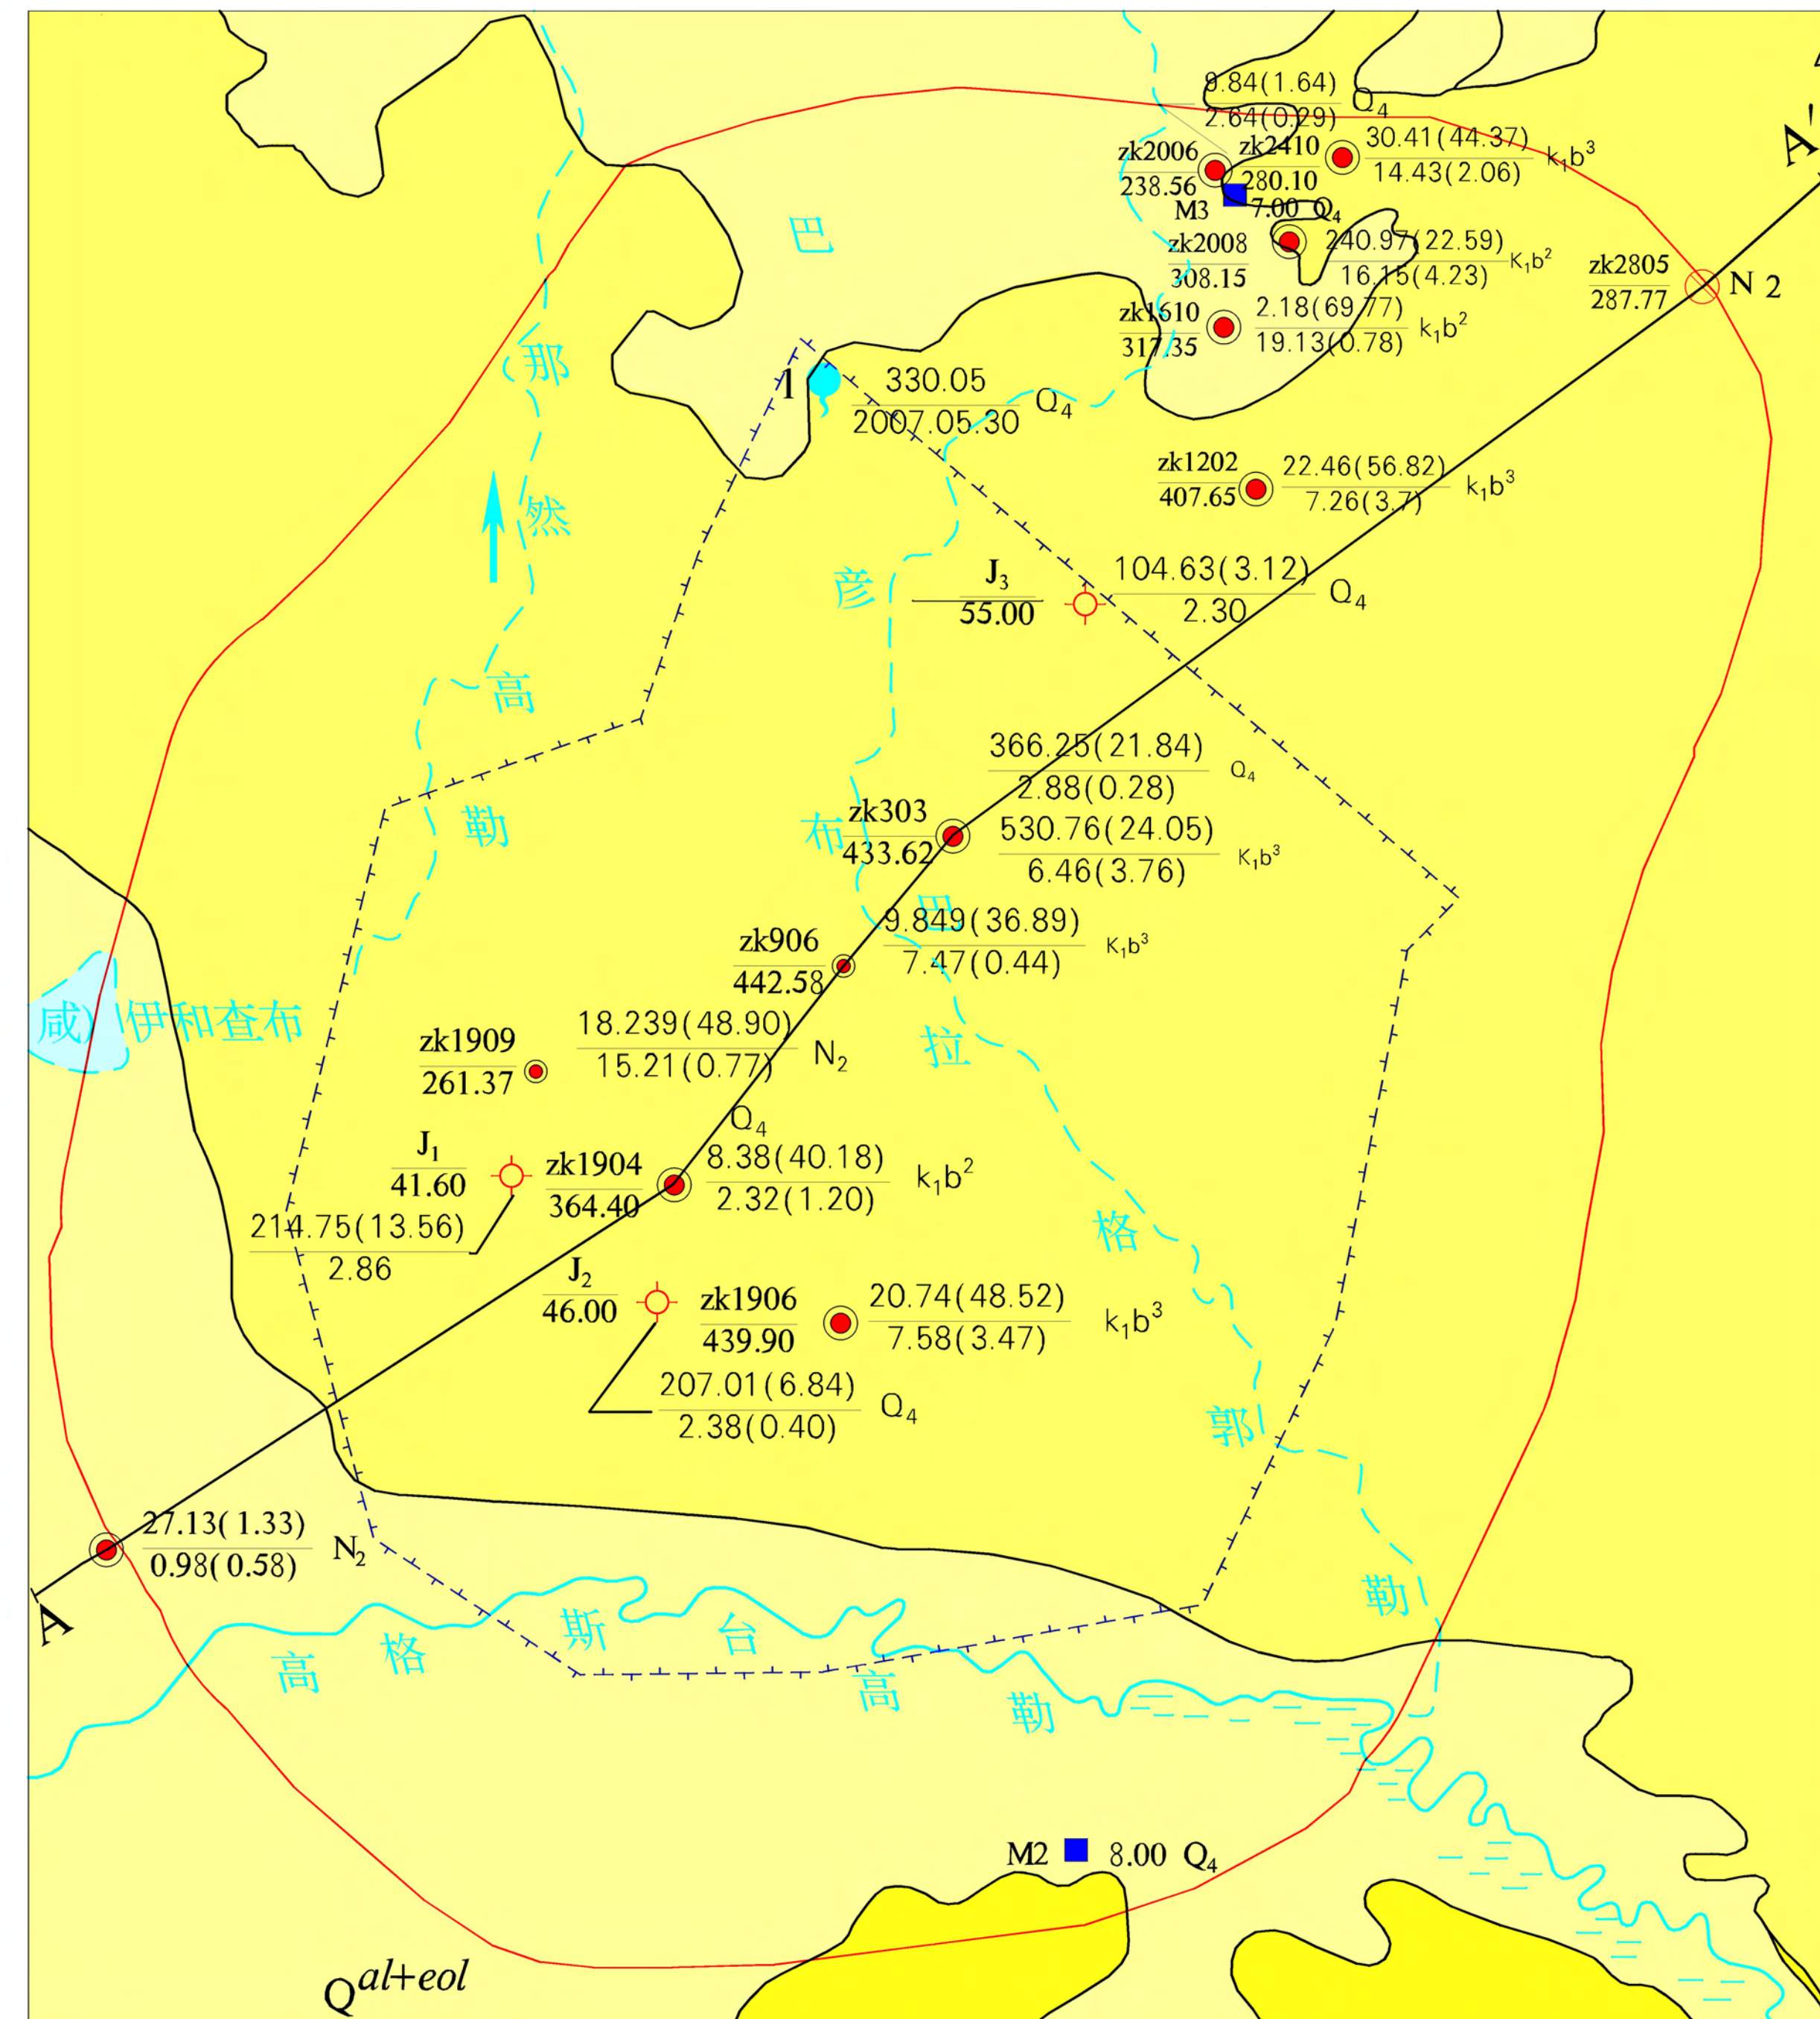 9.84(1.64)
2.64(0.29)
Q₄
A'
zk2006
238.56
zk2410
280.10
30.41(44.37)
14.43(2.06)
k₁b³
M3
7.00 Q₄
巴
zk2008
308.15
240.97(22.59)
16.15(4.23)
K₁b²
zk2805
287.77
N 2
zk1610
317.35
2.18(69.77)
19.13(0.78)
k₁b²
(那
1
330.05
2007.05.30
Q₄
zk1202
407.65
22.46(56.82)
7.26(3.7)
k₁b³
然
彦
J₃
55.00
104.63(3.12)
2.30
Q₄
高
366.25(21.84)
2.88(0.28)
Q₄
勒
布
zk303
433.62
530.76(24.05)
6.46(3.76)
K₁b³
巴
zk906
442.58
9.849(36.89)
7.47(0.44)
K₁b³
咸)
伊和查布
拉
zk1909
261.37
18.239(48.90)
15.21(0.77)
N₂
Q₄
J₁
41.60
zk1904
364.40
8.38(40.18)
2.32(1.20)
k₁b²
214.75(13.56)
2.86
格
J₂
46.00
zk1906
439.90
20.74(48.52)
7.58(3.47)
k₁b³
207.01(6.84)
2.38(0.40)
Q₄
郭
27.13(1.33)
0.98(0.58)
N₂
A
勒
高格斯台高勒
M2
8.00 Q₄
Qal+eol